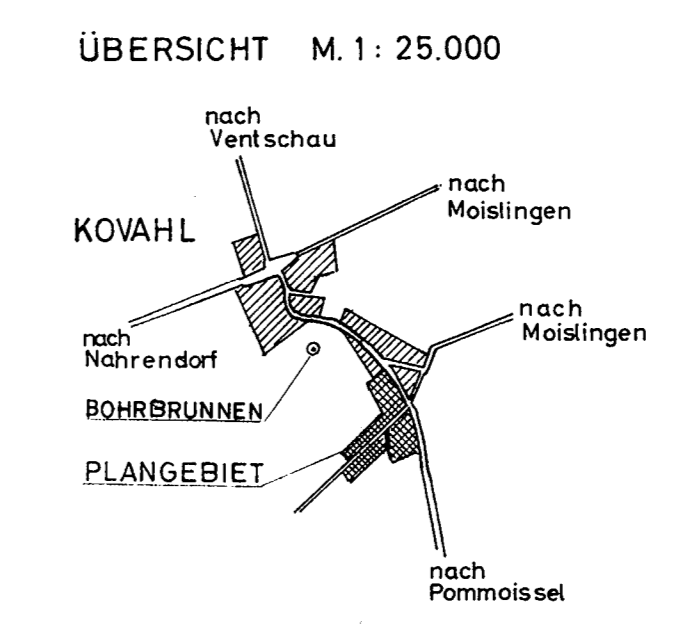 ÜBERSICHT M. 1 : 25.000
nach
Ventschau
nach
Moislingen
KOVAHL
nach
Moislingen
nach
Nahrendorf
BOHRBRUNNEN
PLANGEBIET
nach
Pommoissel